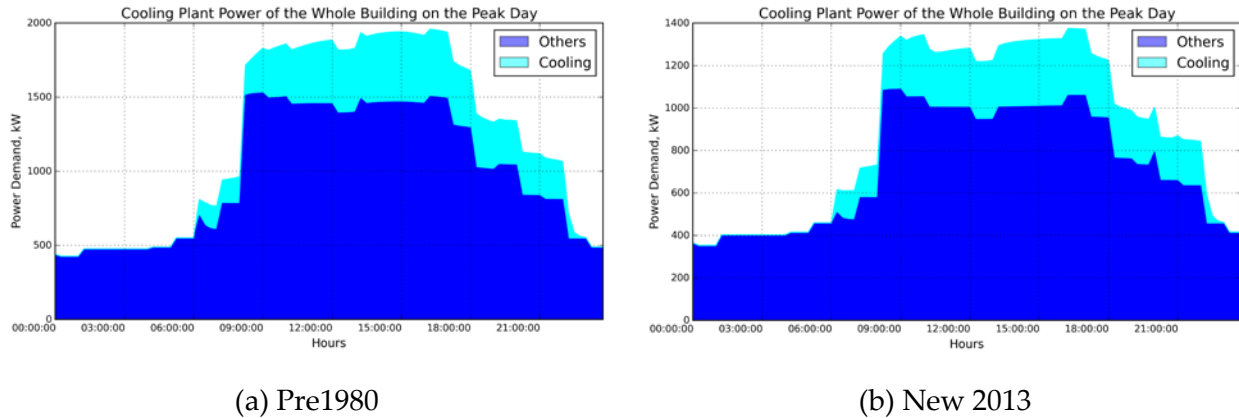 Cooling Plant Power of the Whole Building on the Peak Day
2000
1500
1000
500
0
Power Demand, kW
Others
Cooling
00:00:00 03:00:00 06:00:00 09:00:00 12:00:00 15:00:00 18:00:00 21:00:00
Hours
(a) Pre1980
Cooling Plant Power of the Whole Building on the Peak Day
1400
1200
1000
800
600
400
200
0
Power Demand, kW
Others
Cooling
00:00:00 03:00:00 06:00:00 09:00:00 12:00:00 15:00:00 18:00:00 21:00:00
Hours
(b) New 2013